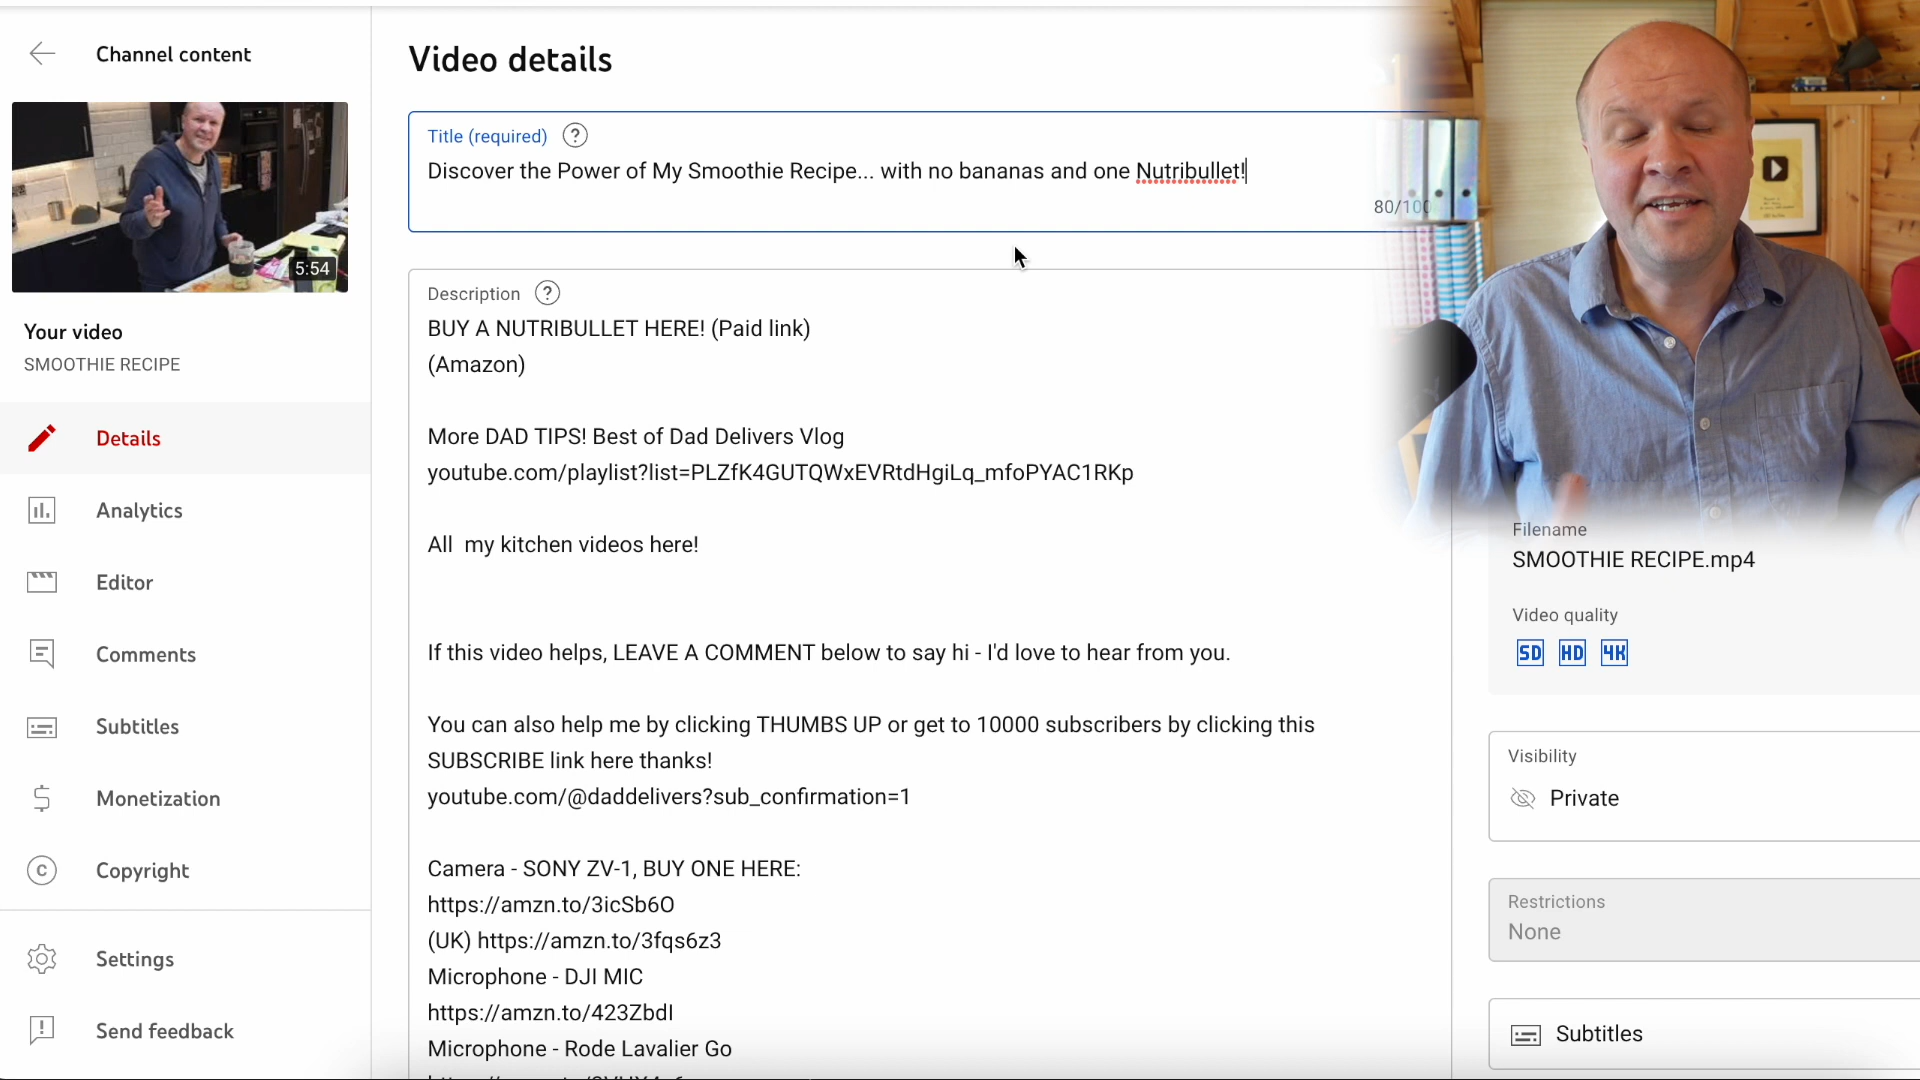 Channel content
5:54
Your video
SMOOTHIE RECIPE
Details
Analytics
Editor
Comments
Subtitles
Monetization
Copyright
Settings
Send feedback
Video details
Title (required)
Discover the Power of My Smoothie Recipe... with no bananas and one Nutribullet!
80/100
Description
BUY A NUTRIBULLET HERE! (Paid link)
(Amazon)
More DAD TIPS! Best of Dad Delivers Vlog
youtube.com/playlist?list=PLZfK4GUTQWxEVRtdHgiLq_mfoPYAC1RKp
All  my kitchen videos here!
If this video helps, LEAVE A COMMENT below to say hi - I'd love to hear from you.
You can also help me by clicking THUMBS UP or get to 10000 subscribers by clicking this
SUBSCRIBE link here thanks!
youtube.com/@daddelivers?sub_confirmation=1
Camera - SONY ZV-1, BUY ONE HERE:
https://amzn.to/3icSb6O
(UK) https://amzn.to/3fqs6z3
Microphone - DJI MIC
https://amzn.to/423ZbdI
Microphone - Rode Lavalier Go
Filename
SMOOTHIE RECIPE.mp4
Video quality
SD HD 4K
Visibility
Private
Restrictions
None
Subtitles